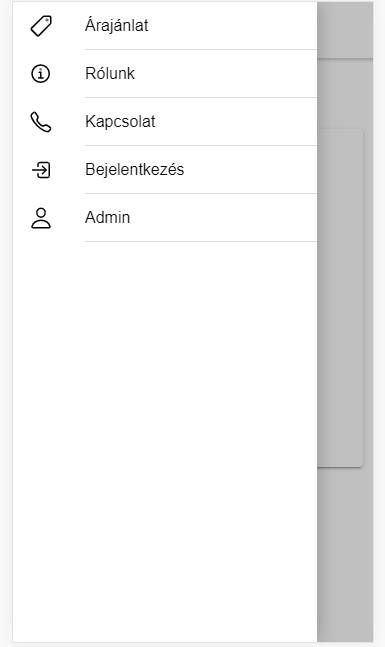 Árajánlat
Rólunk
Kapcsolat
Bejelentkezés
Admin